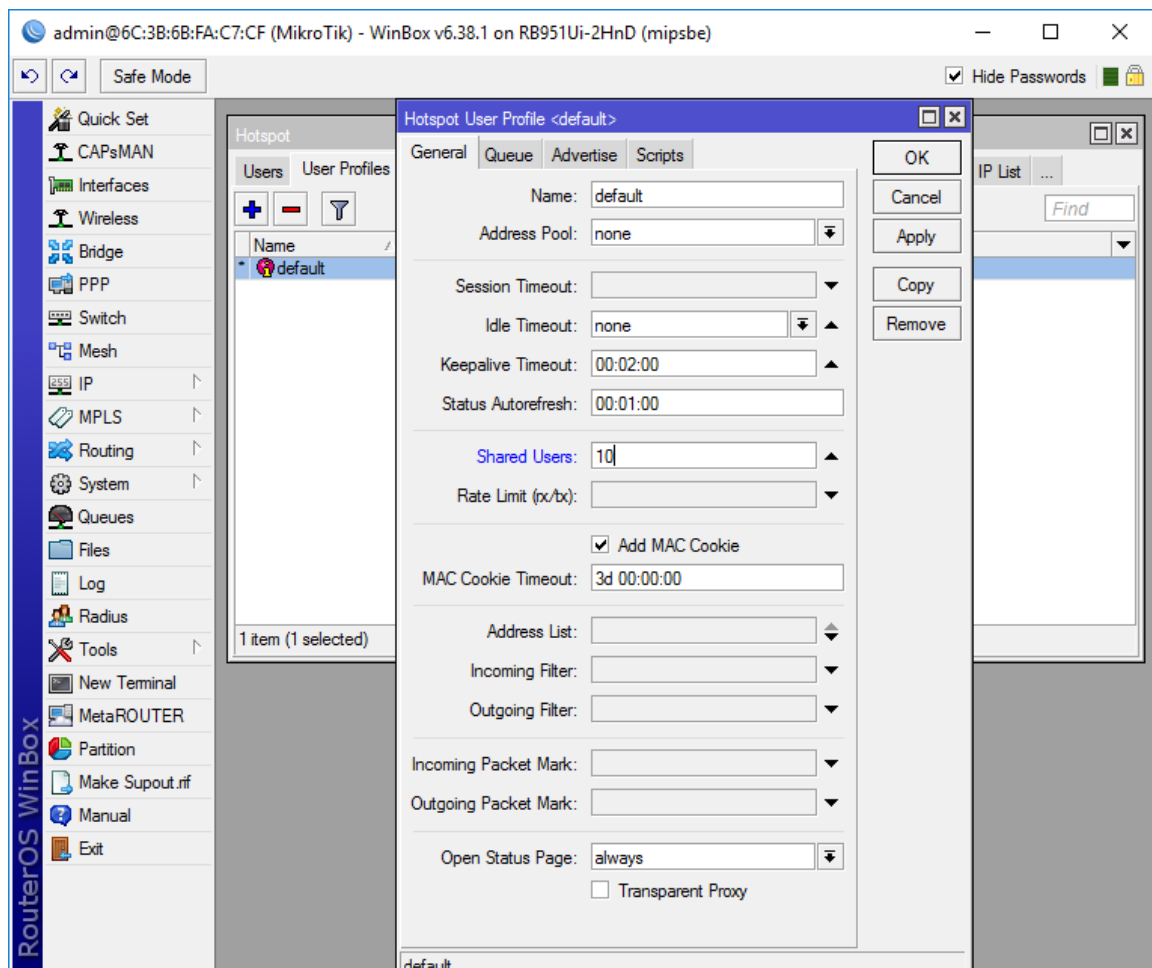 admin@6C:3B:6B:FA:C7:CF (MikroTik) - WinBox v6.38.1 on RB951Ui-2HnD (mipsbe)
Safe Mode
Hide Passwords
RouterOS WinBox
Quick Set
CAPsMAN
Interfaces
Wireless
Bridge
PPP
Switch
Mesh
255 IP
MPLS
Routing
System
Queues
Files
Log
Radius
Tools
New Terminal
MetaROUTER
Partition
Make Supout.rif
Manual
Exit
Hotspot
Users User Profiles IP List ...
Find
Name
* default
1 item (1 selected)
Hotspot User Profile <default>
General Queue Advertise Scripts
Name: default
Address Pool: none
Session Timeout:
Idle Timeout: none
Keepalive Timeout: 00:02:00
Status Autorefresh: 00:01:00
Shared Users: 10
Rate Limit (rx/tx):
Add MAC Cookie
MAC Cookie Timeout: 3d 00:00:00
Address List:
Incoming Filter:
Outgoing Filter:
Incoming Packet Mark:
Outgoing Packet Mark:
Open Status Page: always
Transparent Proxy
default
OK
Cancel
Apply
Copy
Remove